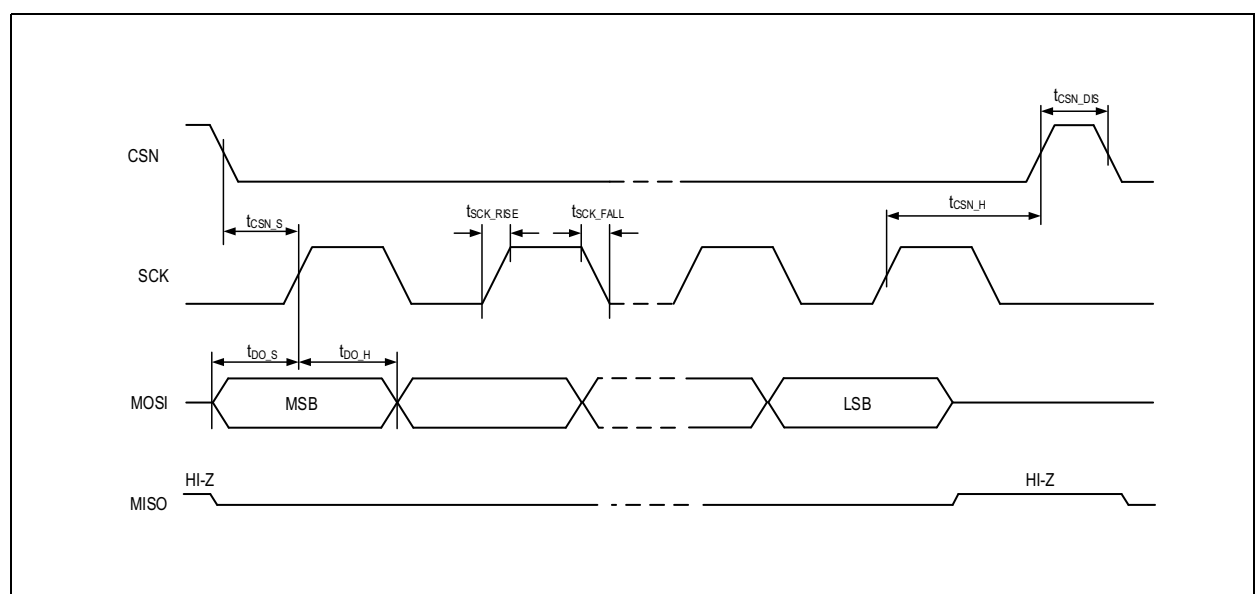 tCSN_DIS
CSN
tCSN_S
tSCK_RISE
tSCK_FALL
tCSN_H
SCK
tDO_S
tDO_H
MOSI
MSB
LSB
HI-Z
HI-Z
MISO